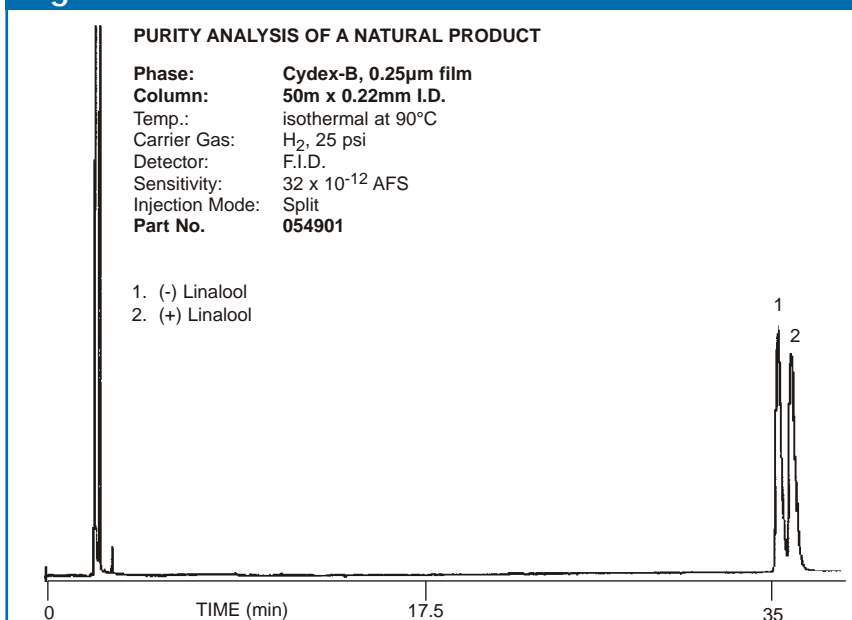 PURITY ANALYSIS OF A NATURAL PRODUCT
Phase: Cydex-B, 0.25µm film
Column: 50m x 0.22mm I.D.
Temp.: isothermal at 90°C
Carrier Gas: H2, 25 psi
Detector: F.I.D.
Sensitivity: 32 x 10-12 AFS
Injection Mode: Split
Part No. 054901
1. (-) Linalool
2. (+) Linalool
1
2
0 TIME (min) 17.5 35